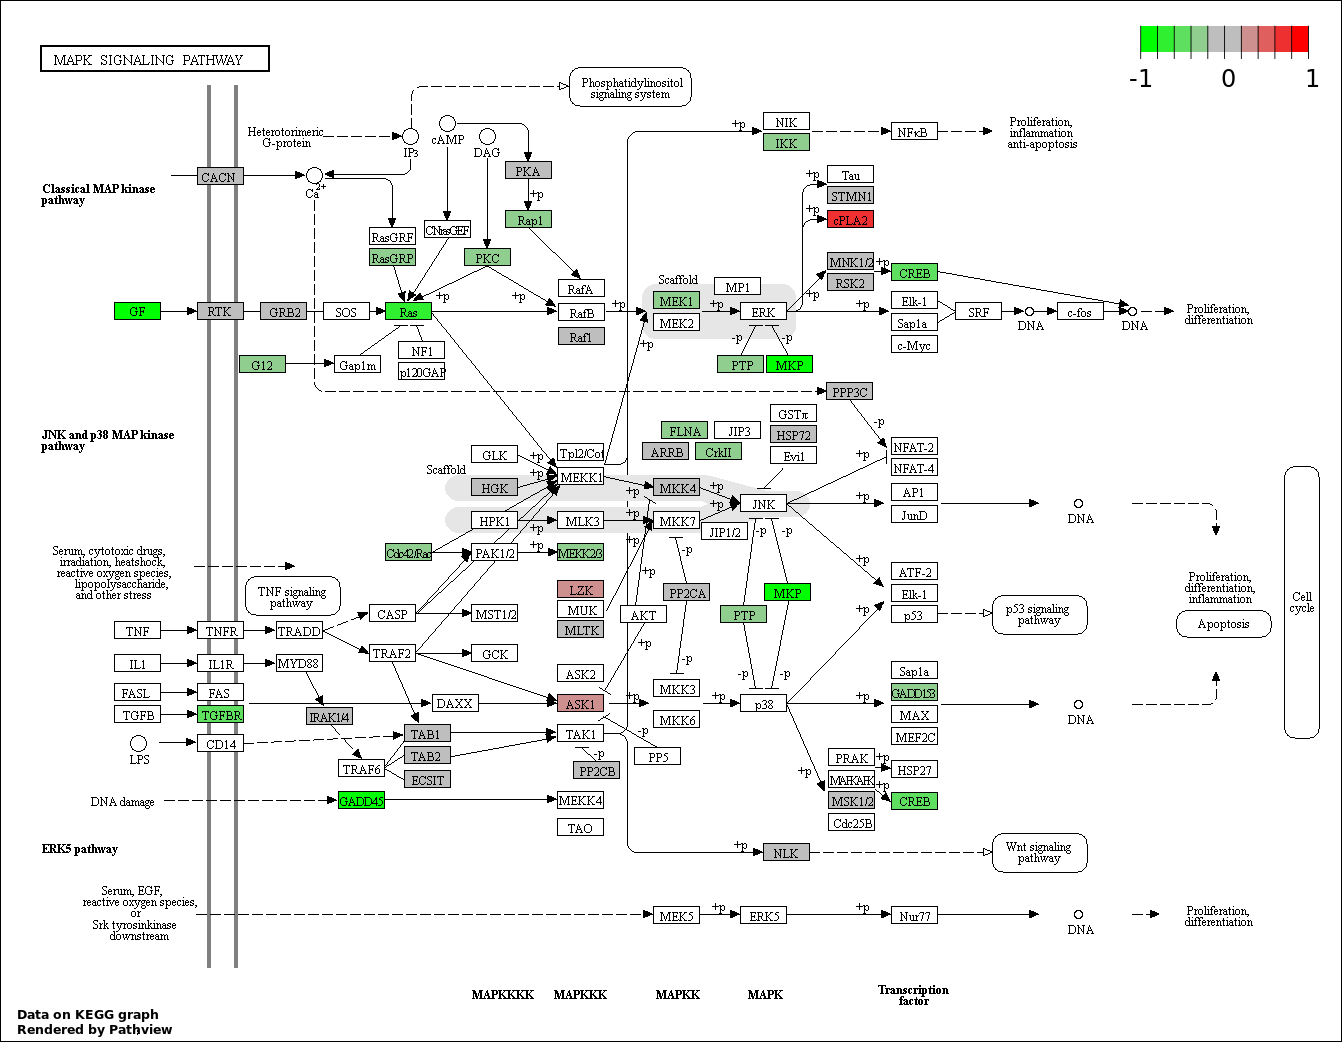 MAPK SIGNALING PATHWAY
-1 0 1
Phosphatidylinositol
signaling system
Heterotorimeric
G-protein
IP3
cAMP
DAG
+p
NIK
IKK
NFκB
Proliferation,
inflammation
anti-apoptosis
Classical MAP kinase
pathway
CACN
Ca2+
PKA
+p
Rap1
RasGRF
RasGRP
CNrasGEF
PKC
+p
Tau
STMN1
+p
cPLA2
RafA
RafB
Raf1
Scaffold
MEK1
MEK2
MP1
ERK
MNK1/2
RSK2
+p
CREB
+p
GF
RTK
GRB2
SOS
Ras
+p
+p
+p
+p
+p
+p
Elk-1
Sap1a
c-Myc
SRF
DNA
c-fos
DNA
Proliferation,
differentiation
G12
Gap1m
NF1
p120GAP
-p
-p
PTP
MKP
PPP3C
-p
JNK and p38 MAP kinase
pathway
GLK
HGK
HPK1
Scaffold
+p
+p
+p
+p
Tpl2/Cot
MEKK1
MLK3
FLNA
JIP3
ARRB
CrkII
GSTπ
HSP72
Evi1
NFAT-2
NFAT-4
+p
+p
+p
+p
MKK4
MKK7
+p
+p
JNK
JIP1/2
+p
AP1
JunD
DNA
Cell
cycle
Serum, cytotoxic drugs,
irradiation, heatshock,
reactive oxygen species,
lipopolysaccharide,
and other stress
Cdc42/Rac
PAK1/2
MEKK2/3
-p
-p
-p
+p
+p
ATF-2
Elk-1
p53
p53 signaling
pathway
Proliferation,
differentiation,
inflammation
Apoptosis
TNF signaling
pathway
CASP
MST1/2
LZK
MUK
MLTK
AKT
PP2CA
MKP
PTP
+p
+p
TNF
TNFR
TRADD
TRAF2
GCK
IL1
IL1R
MYD88
FASL
FAS
TGFB
TGFBR
IRAK1/4
DAXX
ASK2
ASK1
+p
-p
MKK3
MKK6
+p
-p
-p
p38
+p
Sap1a
GADD153
MAX
MEF2C
DNA
LPS
CD14
TAB1
TAB2
ECSIT
TRAF6
TAK1
-p
PP5
-p
PP2CB
+p
PRAK
MAPKAPK
MSK1/2
Cdc25B
+p
+p
HSP27
CREB
DNA damage
GADD45
MEKK4
TAO
+p
NLK
Wnt signaling
pathway
ERK5 pathway
Serum, EGF,
reactive oxygen species,
or
Srk tyrosinkinase
downstream
MEK5
+p
ERK5
+p
Nur77
DNA
Proliferation,
differentiation
MAPKKKK
MAPKKK
MAPKK
MAPK
Transcription
factor
Data on KEGG graph
Rendered by Pathview